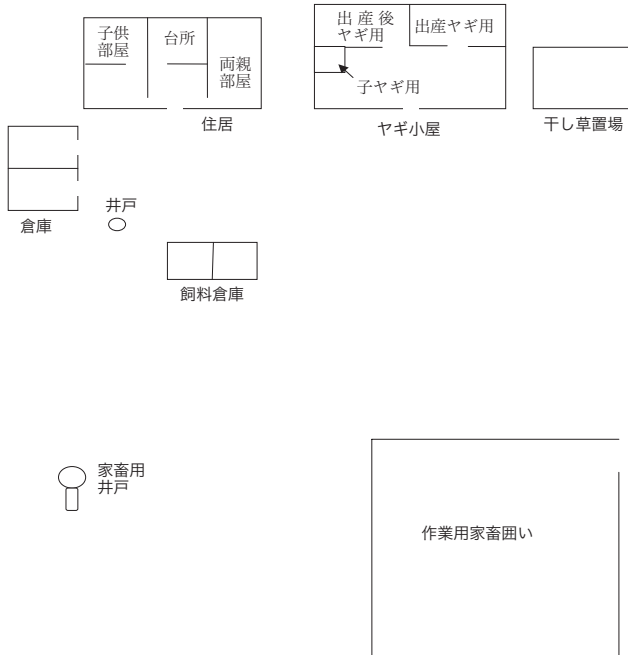 子供
部屋
台所
両親
部屋
住居
出 産 後
ヤギ用
出産ヤギ用
子ヤギ用
ヤギ小屋
干し草置場
倉庫
井戸
飼料倉庫
家畜用
井戸
作業用家畜囲い